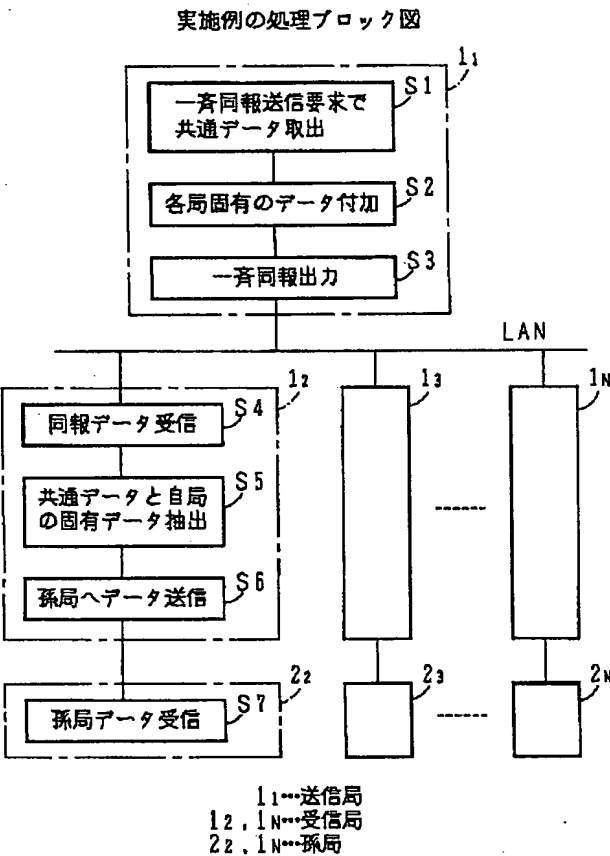 実施例の処理ブロック図
1₁
一斉同報送信要求で
共通データ取出
S1
各局固有のデータ付加
S2
一斉同報出力
S3
LAN
1₂
1₃
1N
同報データ受信
S4
共通データと自局
の固有データ抽出
S5
孫局へデータ送信
S6
2₂
2₃
2N
孫局データ受信
S7
1₁…送信局
1₂,1N…受信局
2₂,1N…孫局